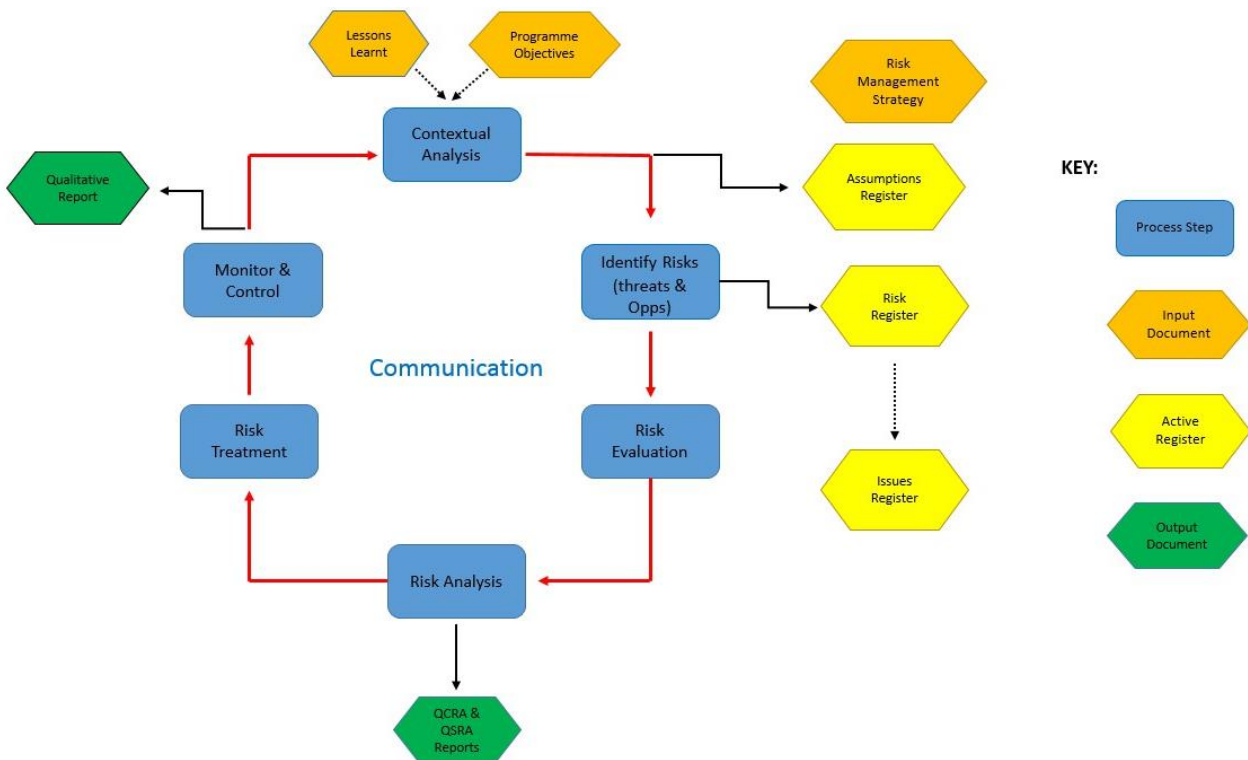 Lessons
Learnt
Programme
Objectives
Risk
Management
Strategy
Contextual
Analysis
KEY:
Qualitative
Report
Assumptions
Register
Process Step
Monitor &
Control
Identify Risks
(threats &
Opps)
Risk
Register
Input
Document
Communication
Risk
Treatment
Risk
Evaluation
Active
Register
Issues
Register
Output
Document
Risk Analysis
QCRA &
QSRA
Reports